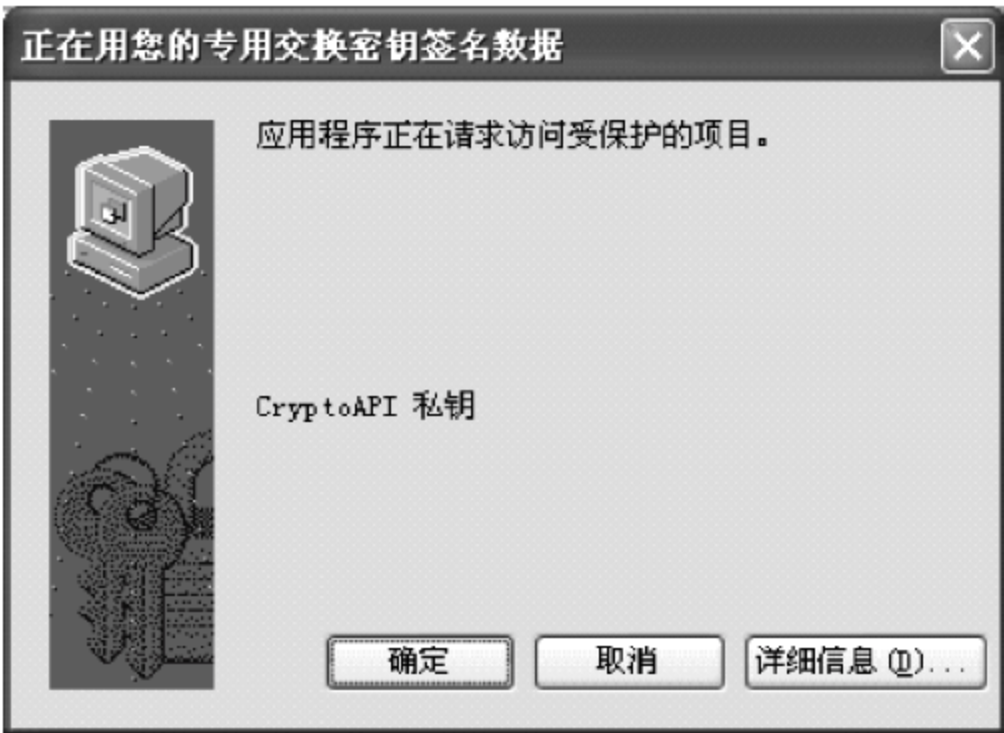 正在用您的专用交换密钥签名数据
应用程序正在请求访问受保护的项目。
CryptoAPI 私钥
确定
取消
详细信息(D)...